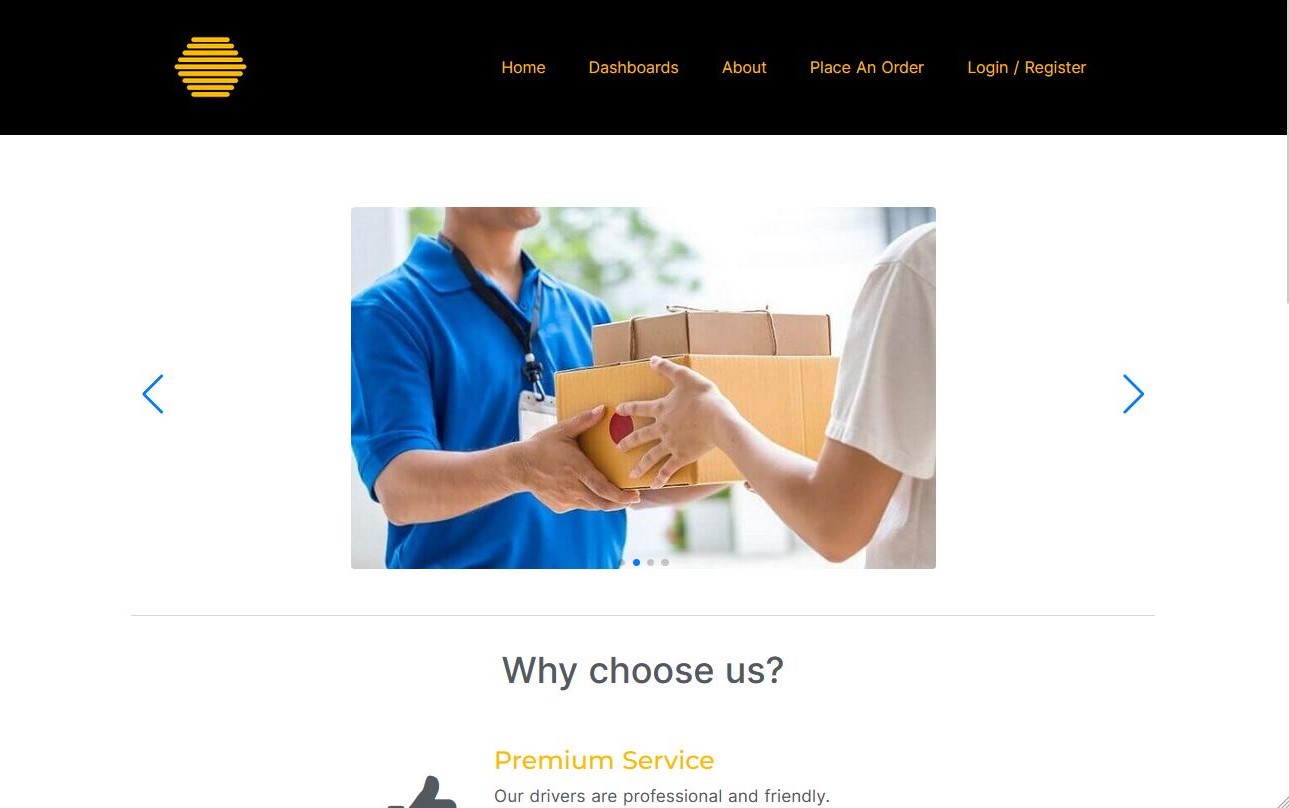 Home Dashboards About Place An Order Login / Register
Why choose us?
Premium Service
Our drivers are professional and friendly.